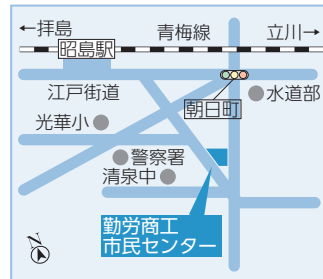 ←拝島 青梅線 立川→
昭島駅
江戸街道
朝日町
水道部
光華小
警察署
清泉中
勤労商工
市民センター
N